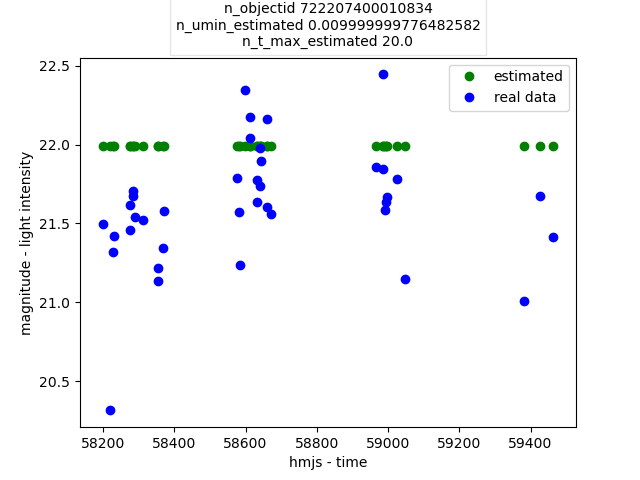 n_objectid 722207400010834
n_umin_estimated 0.009999999776482582
n_t_max_estimated 20.0
22.5
22.0
21.5
21.0
20.5
magnitude - light intensity
estimated
real data
58200 58400 58600 58800 59000 59200 59400
hmjs - time